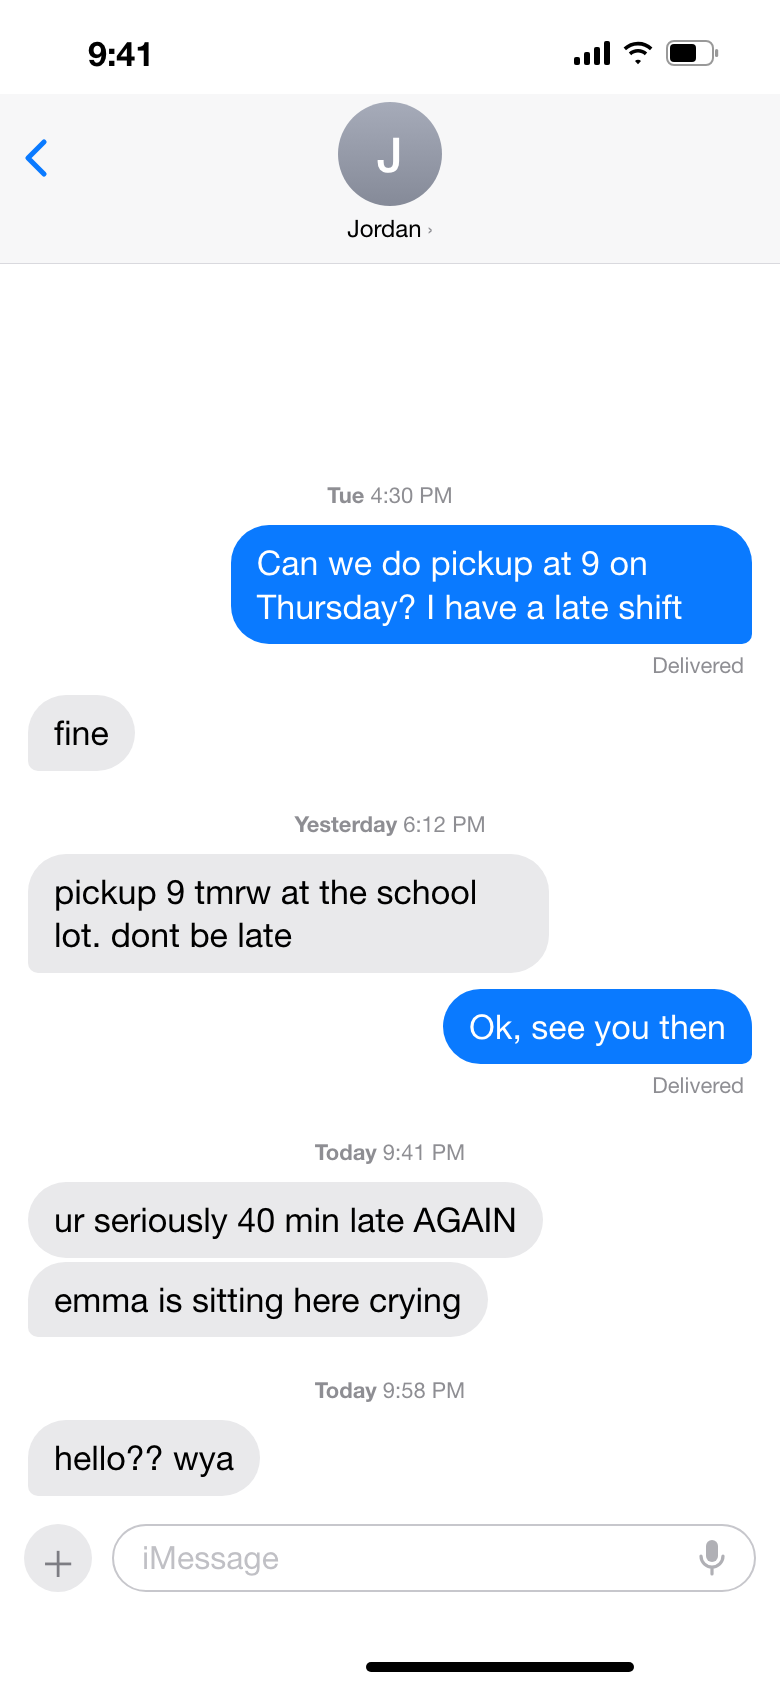 9:41
J
Jordan ›
Tue 4:30 PM
Can we do pickup at 9 on
Thursday? I have a late shift
Delivered
fine
Yesterday 6:12 PM
pickup 9 tmrw at the school
lot. dont be late
Ok, see you then
Delivered
Today 9:41 PM
ur seriously 40 min late AGAIN
emma is sitting here crying
Today 9:58 PM
hello?? wya
iMessage